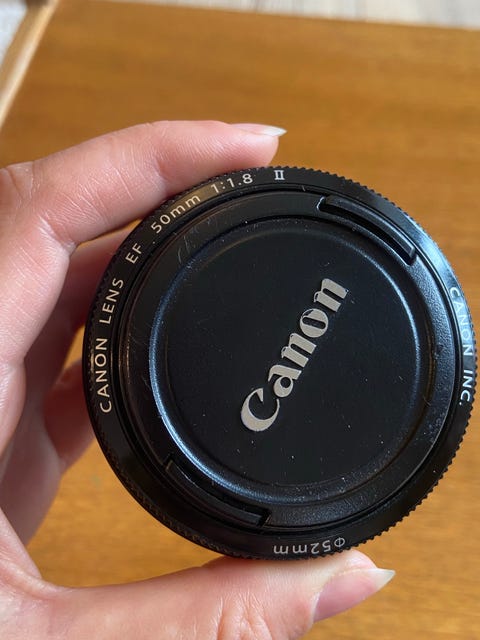 CANON LENS EF 50mm 1:1.8 II
Canon
CANON INC.
Φ52mm